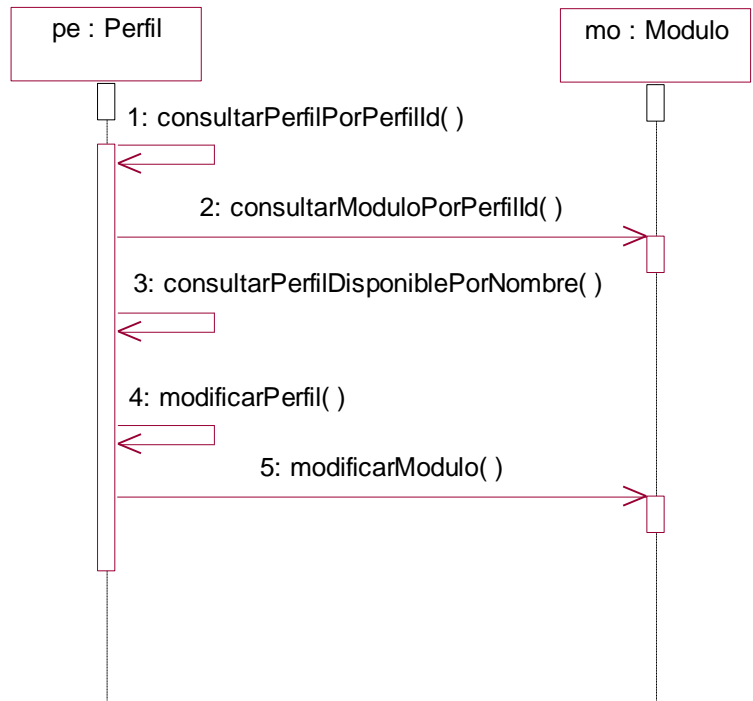 pe : Perfil
mo : Modulo
1: consultarPerfilPorPerfilId( )
2: consultarModuloPorPerfilId( )
3: consultarPerfilDisponiblePorNombre( )
4: modificarPerfil( )
5: modificarModulo( )